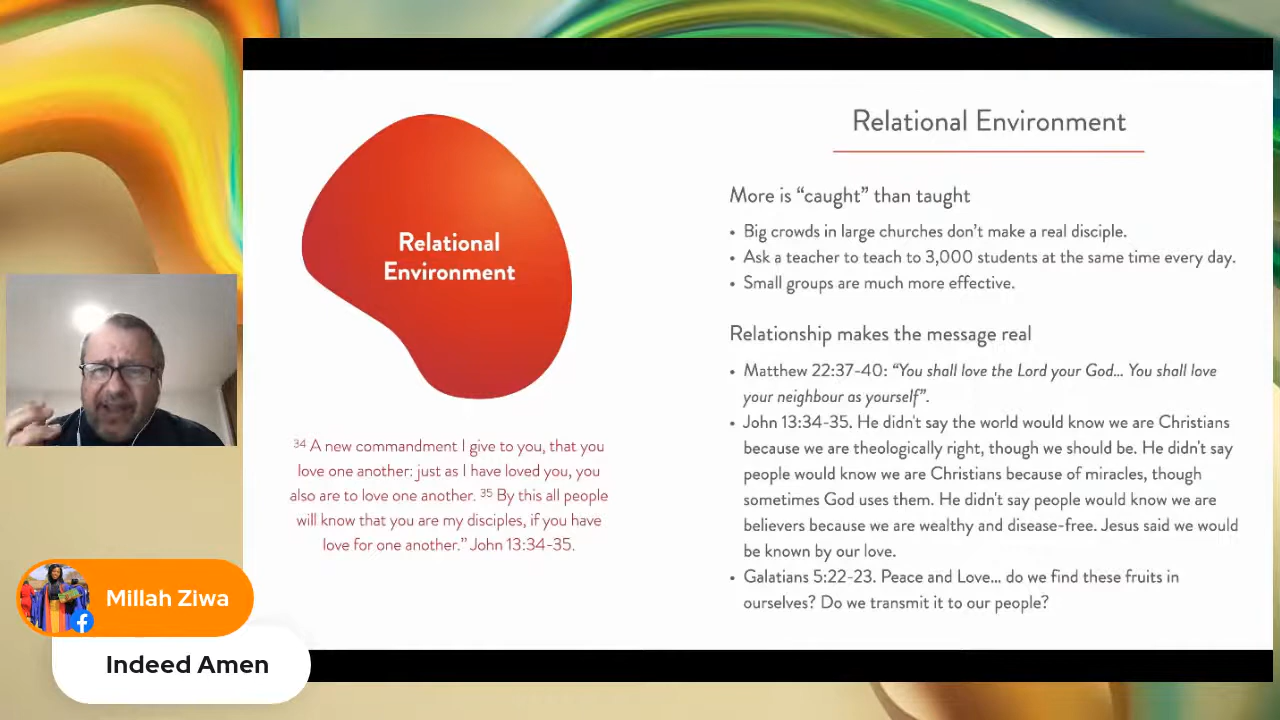 Relational
Environment
³⁴ A new commandment I give to you, that you
love one another: just as I have loved you, you
also are to love one another. ³⁵ By this all people
will know that you are my disciples, if you have
love for one another.” John 13:34-35.
Relational Environment
More is “caught” than taught
• Big crowds in large churches don’t make a real disciple.
• Ask a teacher to teach to 3,000 students at the same time every day.
• Small groups are much more effective.
Relationship makes the message real
• Matthew 22:37-40: “You shall love the Lord your God… You shall love
your neighbour as yourself”.
• John 13:34-35. He didn't say the world would know we are Christians
because we are theologically right, though we should be. He didn't say
people would know we are Christians because of miracles, though
sometimes God uses them. He didn't say people would know we are
believers because we are wealthy and disease-free. Jesus said we would
be known by our love.
• Galatians 5:22-23. Peace and Love… do we find these fruits in
ourselves? Do we transmit it to our people?
Millah Ziwa
Indeed Amen